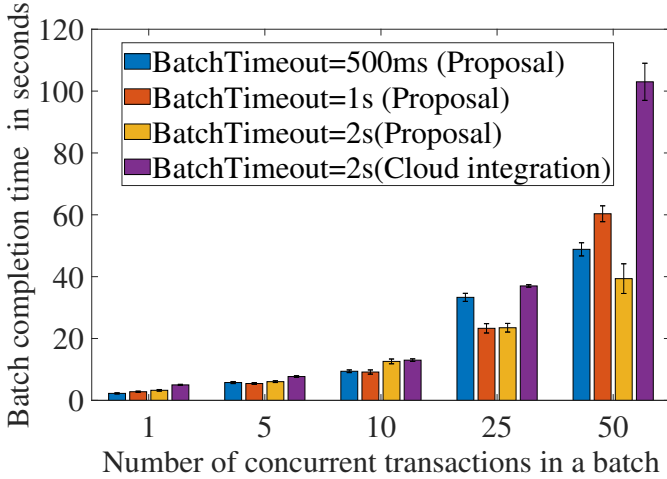 Batch completion time in seconds
120
100
80
60
40
20
0
BatchTimeout=500ms (Proposal)
BatchTimeout=1s (Proposal)
BatchTimeout=2s(Proposal)
BatchTimeout=2s(Cloud integration)
1 5 10 25 50
Number of concurrent transactions in a batch